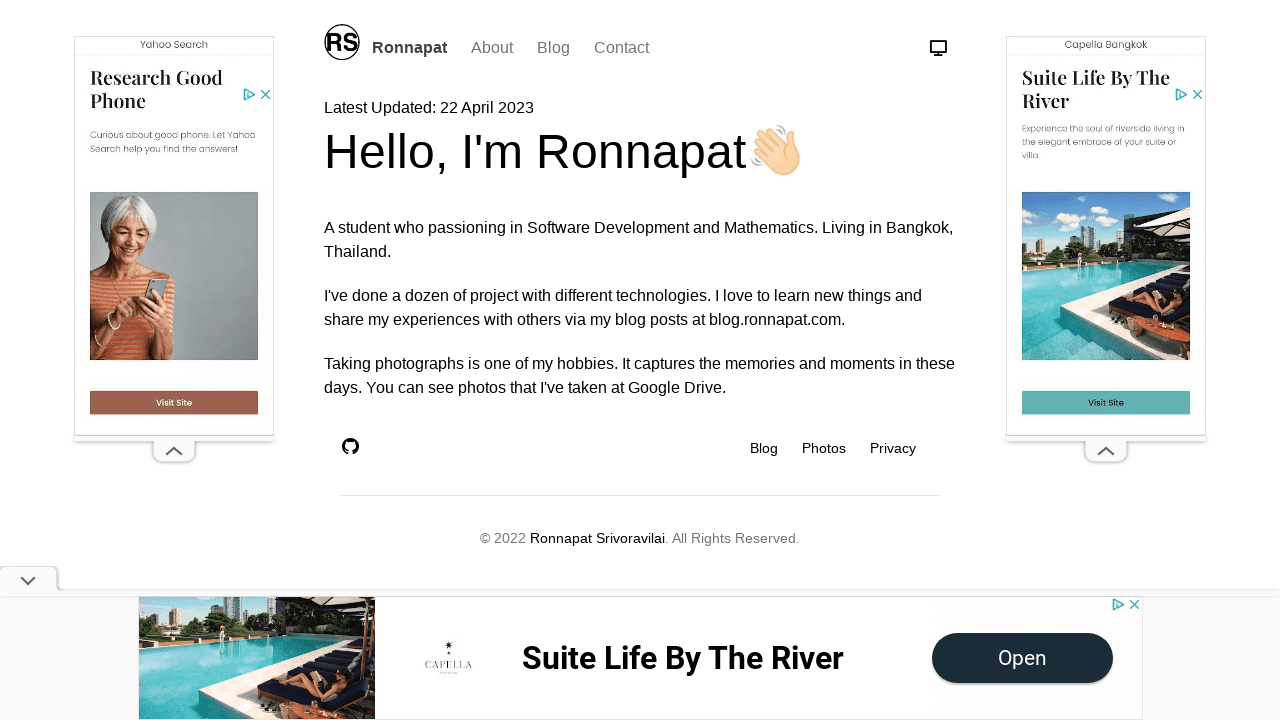 RS
Ronnapat
About
Blog
Contact
Yahoo Search
Research Good
Phone
Curious about good phone. Let Yahoo
Search help you find the answers!
Visit Site
Latest Updated: 22 April 2023
Hello, I'm Ronnapat👋🏻
A student who passioning in Software Development and Mathematics. Living in Bangkok,
Thailand.
I've done a dozen of project with different technologies. I love to learn new things and
share my experiences with others via my blog posts at blog.ronnapat.com.
Taking photographs is one of my hobbies. It captures the memories and moments in these
days. You can see photos that I've taken at Google Drive.
Capella Bangkok
Suite Life By The
River
Experience the soul of riverside living in
the elegant embrace of your suite or
villa.
Visit Site
Blog
Photos
Privacy
© 2022 Ronnapat Srivoravilai. All Rights Reserved.
CAPELLA
Suite Life By The River
Open